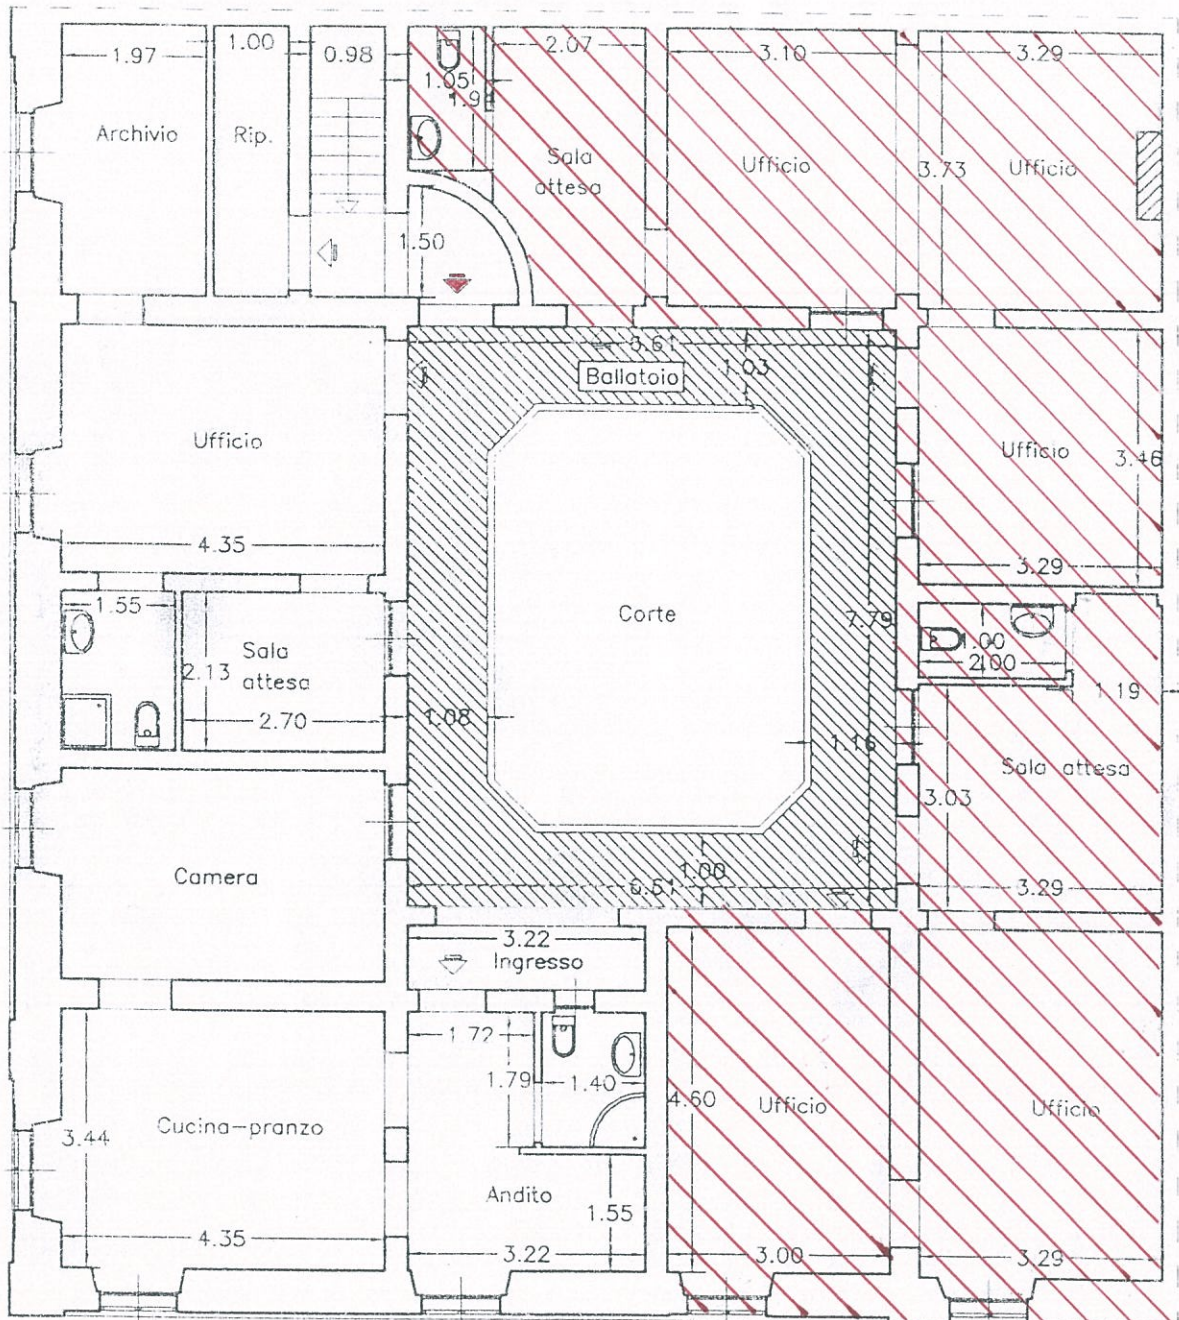 1.97
1.00
0.98
2.07
3.10
3.29
1.05
1.9
Archivio
Rip.
Sala
attesa
Ufficio
3.73
Ufficio
1.50
6.61
1.03
Ballatoio
Ufficio
Ufficio
3.46
4.35
3.29
1.55
Corte
7.79
1.00
2.00
Sala
attesa
2.13
1.19
2.70
1.08
1.16
Sala attesa
3.03
Camera
1.00
6.61
3.29
3.22
Ingresso
1.72
1.79
1.40
4.60
Ufficio
Ufficio
Cucina-pranzo
3.44
Andito
1.55
4.35
3.22
3.00
3.29